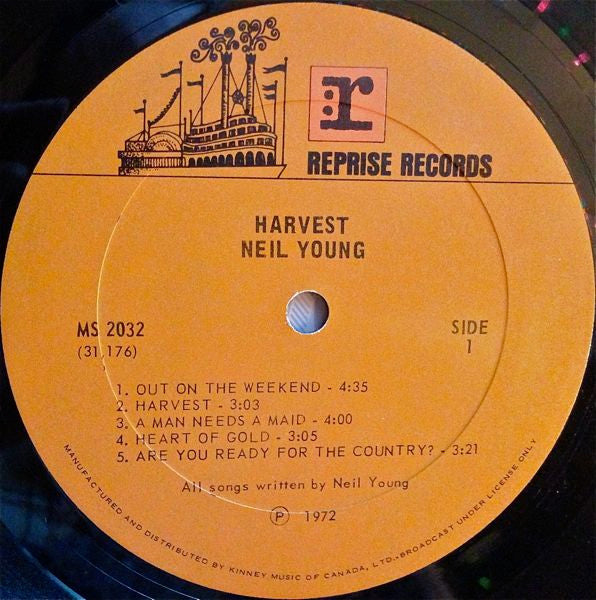 r
REPRISE RECORDS
HARVEST
NEIL YOUNG
MS 2032
(31,176)
SIDE
1
1. OUT ON THE WEEKEND - 4:35
2. HARVEST - 3:03
3. A MAN NEEDS A MAID - 4:00
4. HEART OF GOLD - 3:05
5. ARE YOU READY FOR THE COUNTRY? - 3:21
All songs written by Neil Young
Ⓟ 1972
MANUFACTURED AND DISTRIBUTED BY KINNEY MUSIC OF CANADA, LTD.-BROADCAST UNDER LICENSE ONLY